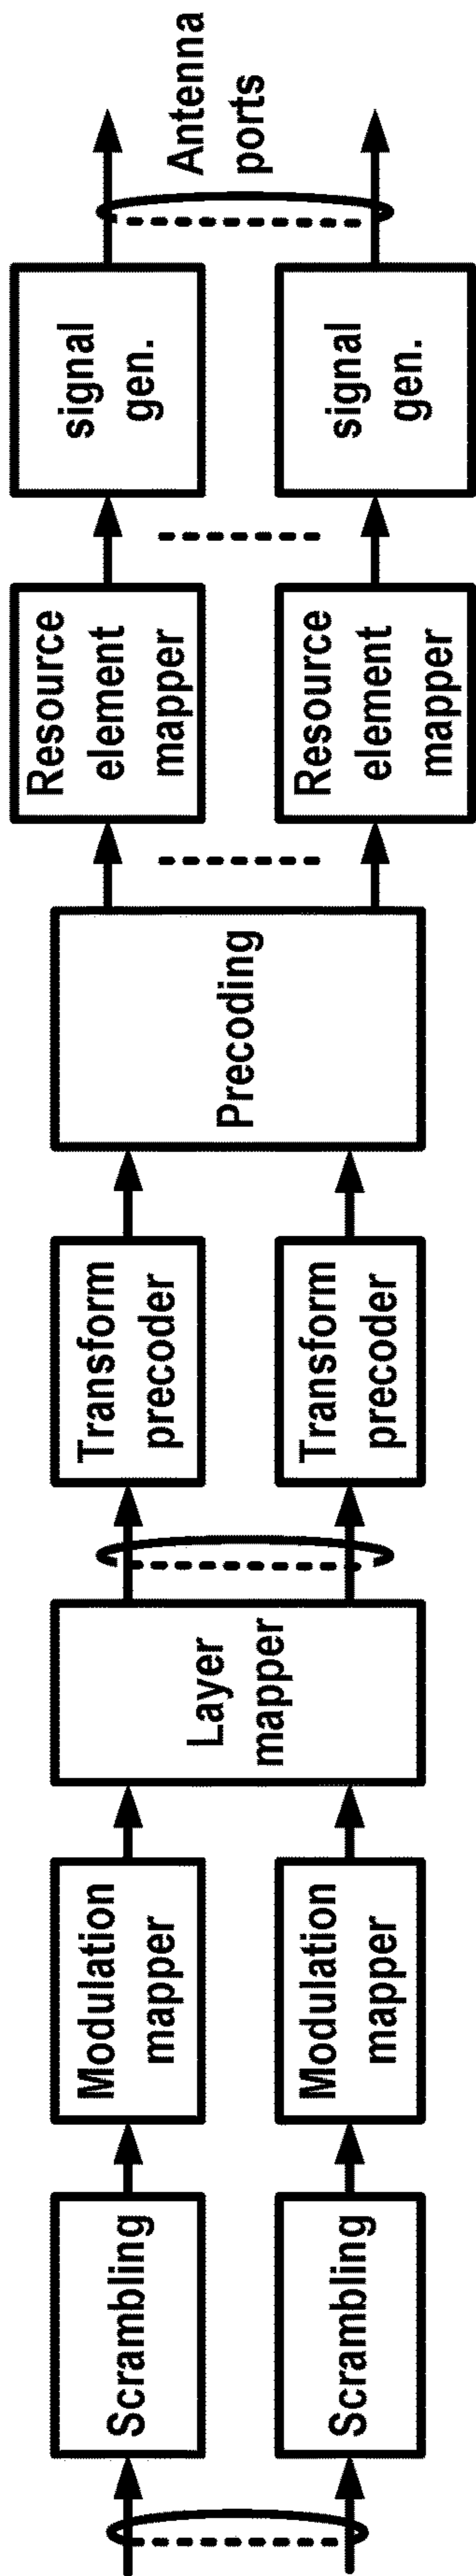 Scrambling
Scrambling
Modulation
mapper
Modulation
mapper
Layer
mapper
Transform
precoder
Transform
precoder
Precoding
Resource
element
mapper
Resource
element
mapper
signal
gen.
signal
gen.
Antenna
ports